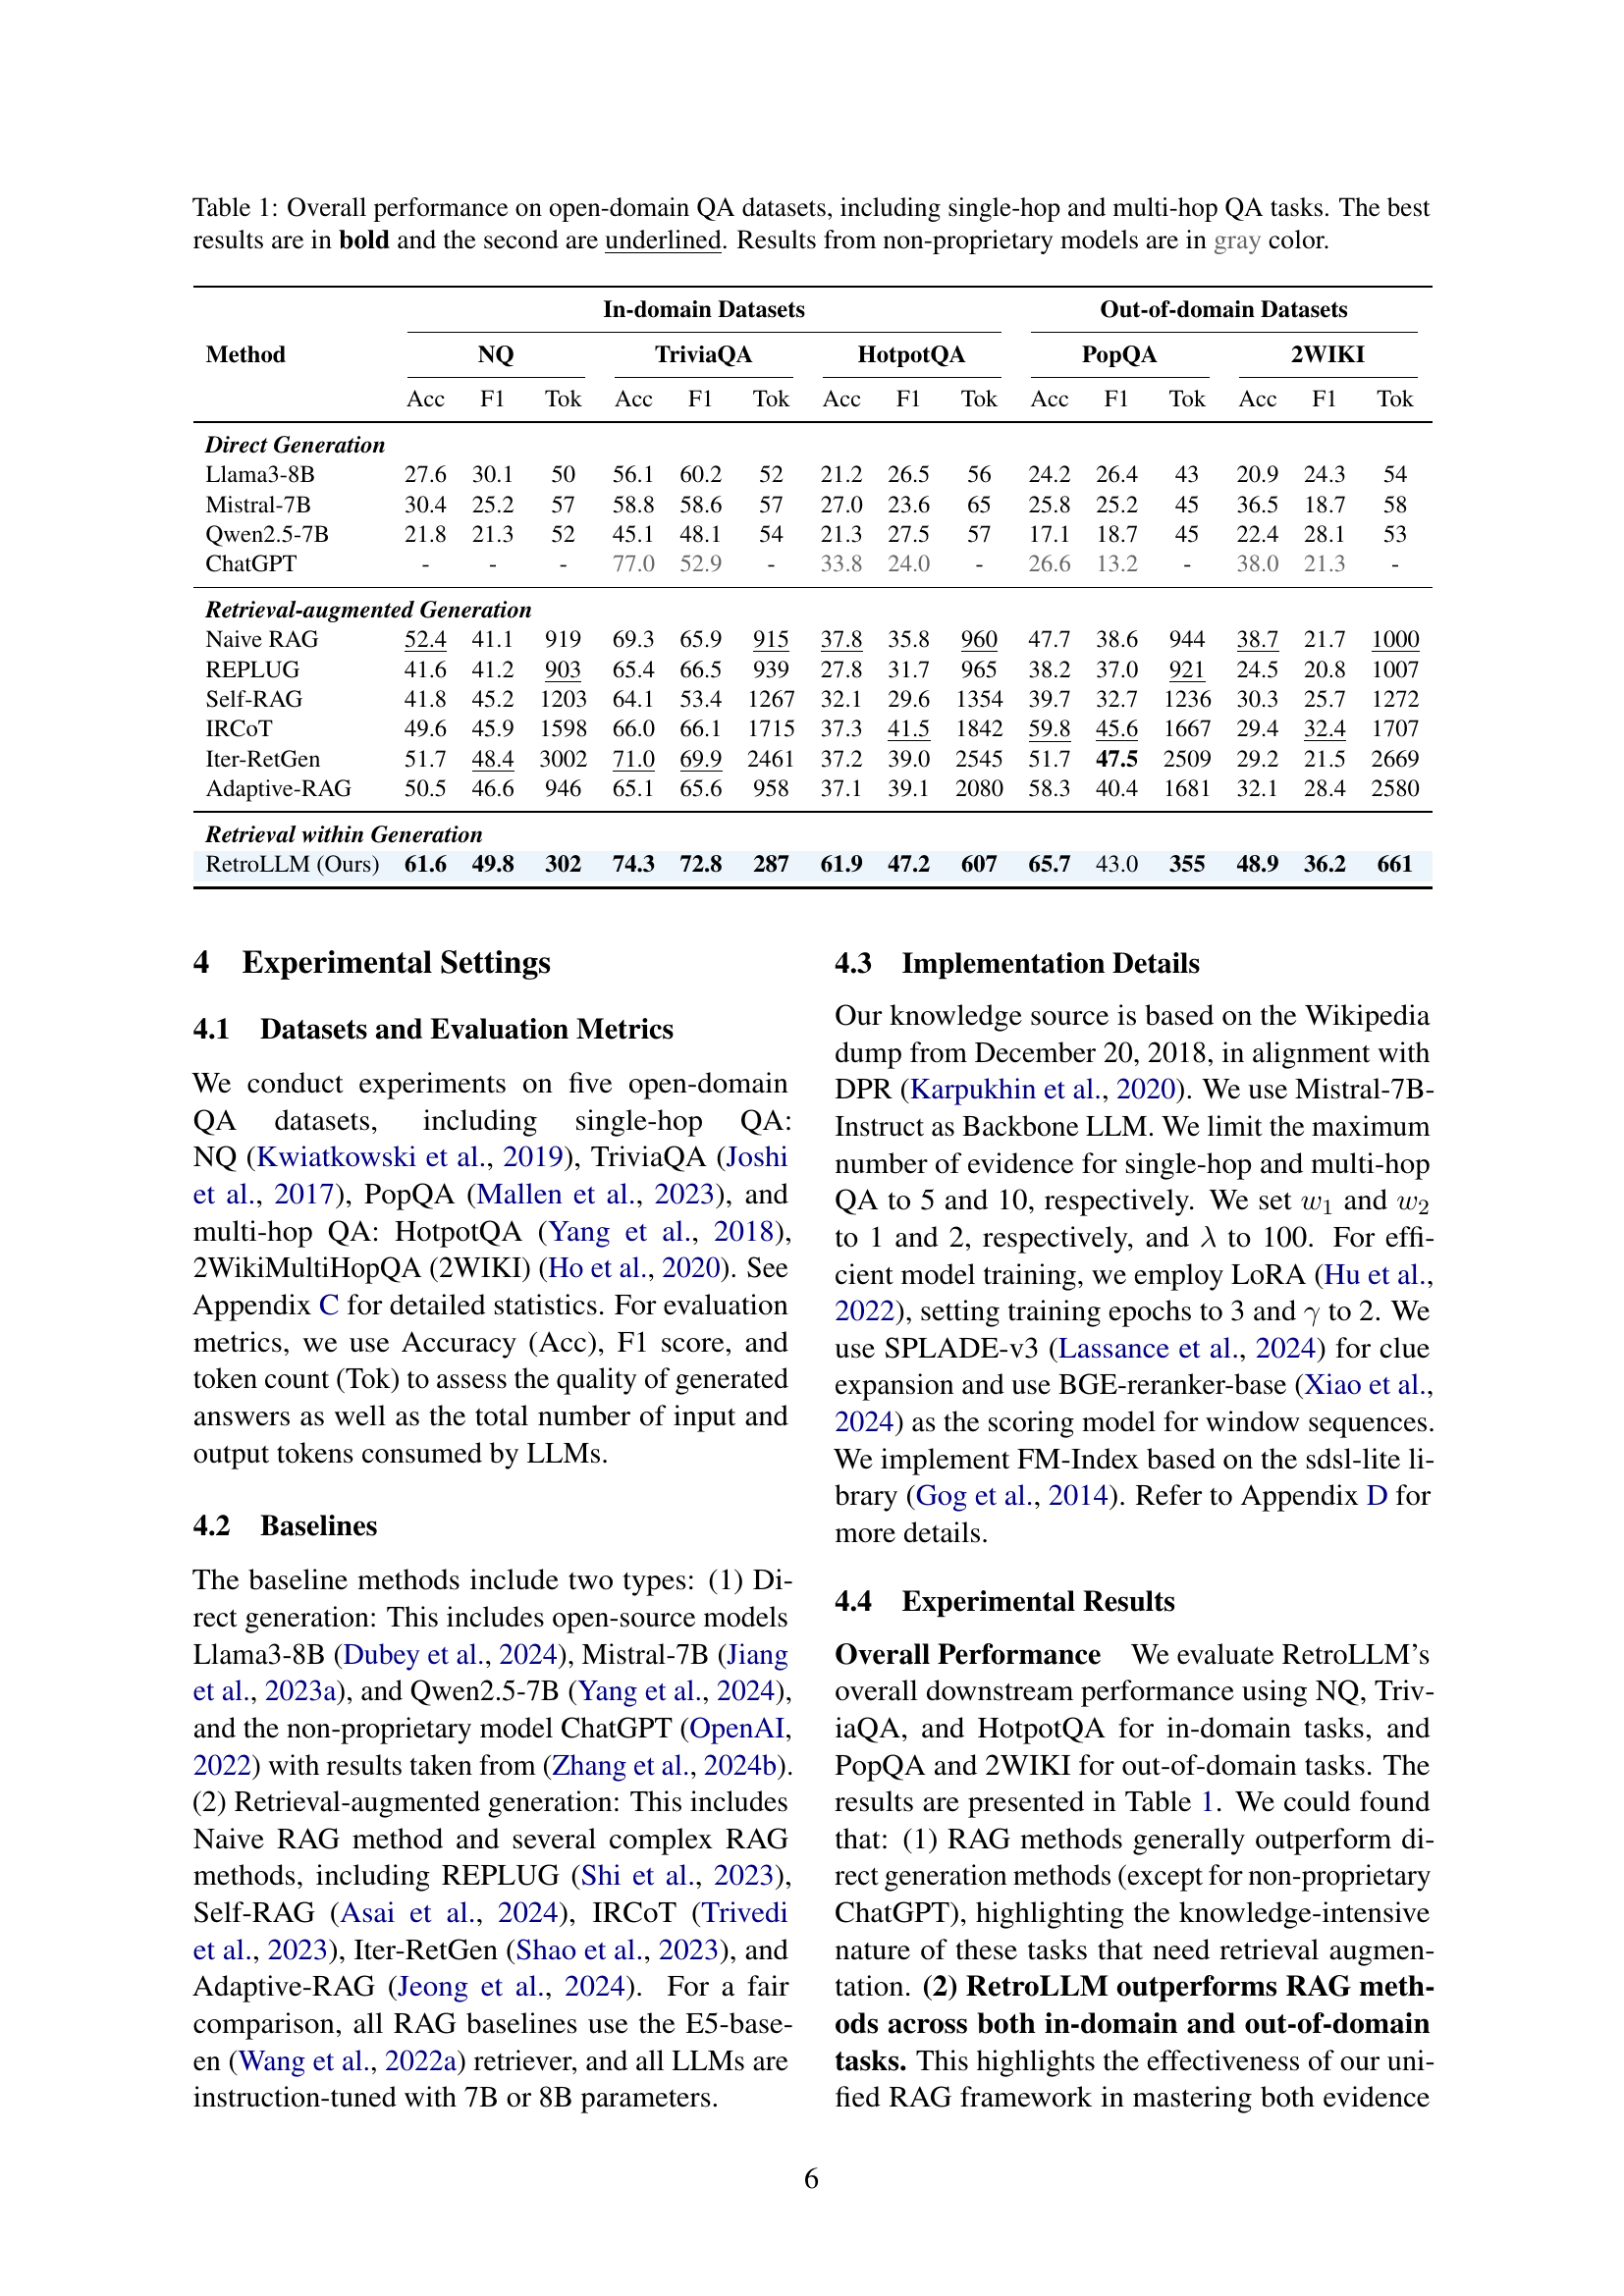 Table 1: Overall performance on open-domain QA datasets, including single-hop and multi-hop QA tasks. The best
results are in bold and the second are underlined. Results from non-proprietary models are in gray color.
In-domain Datasets Out-of-domain Datasets
Method NQ TriviaQA HotpotQA PopQA 2WIKI
Acc F1 Tok Acc F1 Tok Acc F1 Tok Acc F1 Tok Acc F1 Tok
Direct Generation
Llama3-8B 27.6 30.1 50 56.1 60.2 52 21.2 26.5 56 24.2 26.4 43 20.9 24.3 54
Mistral-7B 30.4 25.2 57 58.8 58.6 57 27.0 23.6 65 25.8 25.2 45 36.5 18.7 58
Qwen2.5-7B 21.8 21.3 52 45.1 48.1 54 21.3 27.5 57 17.1 18.7 45 22.4 28.1 53
ChatGPT - - - 77.0 52.9 - 33.8 24.0 - 26.6 13.2 - 38.0 21.3 -
Retrieval-augmented Generation
Naive RAG 52.4 41.1 919 69.3 65.9 915 37.8 35.8 960 47.7 38.6 944 38.7 21.7 1000
REPLUG 41.6 41.2 903 65.4 66.5 939 27.8 31.7 965 38.2 37.0 921 24.5 20.8 1007
Self-RAG 41.8 45.2 1203 64.1 53.4 1267 32.1 29.6 1354 39.7 32.7 1236 30.3 25.7 1272
IRCoT 49.6 45.9 1598 66.0 66.1 1715 37.3 41.5 1842 59.8 45.6 1667 29.4 32.4 1707
Iter-RetGen 51.7 48.4 3002 71.0 69.9 2461 37.2 39.0 2545 51.7 47.5 2509 29.2 21.5 2669
Adaptive-RAG 50.5 46.6 946 65.1 65.6 958 37.1 39.1 2080 58.3 40.4 1681 32.1 28.4 2580
Retrieval within Generation
RetroLLM (Ours) 61.6 49.8 302 74.3 72.8 287 61.9 47.2 607 65.7 43.0 355 48.9 36.2 661
4 Experimental Settings
4.1 Datasets and Evaluation Metrics
We conduct experiments on five open-domain
QA datasets, including single-hop QA:
NQ (Kwiatkowski et al., 2019), TriviaQA (Joshi
et al., 2017), PopQA (Mallen et al., 2023), and
multi-hop QA: HotpotQA (Yang et al., 2018),
2WikiMultiHopQA (2WIKI) (Ho et al., 2020). See
Appendix C for detailed statistics. For evaluation
metrics, we use Accuracy (Acc), F1 score, and
token count (Tok) to assess the quality of generated
answers as well as the total number of input and
output tokens consumed by LLMs.
4.2 Baselines
The baseline methods include two types: (1) Di-
rect generation: This includes open-source models
Llama3-8B (Dubey et al., 2024), Mistral-7B (Jiang
et al., 2023a), and Qwen2.5-7B (Yang et al., 2024),
and the non-proprietary model ChatGPT (OpenAI,
2022) with results taken from (Zhang et al., 2024b).
(2) Retrieval-augmented generation: This includes
Naive RAG method and several complex RAG
methods, including REPLUG (Shi et al., 2023),
Self-RAG (Asai et al., 2024), IRCoT (Trivedi
et al., 2023), Iter-RetGen (Shao et al., 2023), and
Adaptive-RAG (Jeong et al., 2024). For a fair
comparison, all RAG baselines use the E5-base-
en (Wang et al., 2022a) retriever, and all LLMs are
instruction-tuned with 7B or 8B parameters.
4.3 Implementation Details
Our knowledge source is based on the Wikipedia
dump from December 20, 2018, in alignment with
DPR (Karpukhin et al., 2020). We use Mistral-7B-
Instruct as Backbone LLM. We limit the maximum
number of evidence for single-hop and multi-hop
QA to 5 and 10, respectively. We set w1 and w2
to 1 and 2, respectively, and λ to 100. For effi-
cient model training, we employ LoRA (Hu et al.,
2022), setting training epochs to 3 and γ to 2. We
use SPLADE-v3 (Lassance et al., 2024) for clue
expansion and use BGE-reranker-base (Xiao et al.,
2024) as the scoring model for window sequences.
We implement FM-Index based on the sdsl-lite li-
brary (Gog et al., 2014). Refer to Appendix D for
more details.
4.4 Experimental Results
Overall Performance We evaluate RetroLLM's
overall downstream performance using NQ, Triv-
iaQA, and HotpotQA for in-domain tasks, and
PopQA and 2WIKI for out-of-domain tasks. The
results are presented in Table 1. We could found
that: (1) RAG methods generally outperform di-
rect generation methods (except for non-proprietary
ChatGPT), highlighting the knowledge-intensive
nature of these tasks that need retrieval augmen-
tation. (2) RetroLLM outperforms RAG meth-
ods across both in-domain and out-of-domain
tasks. This highlights the effectiveness of our uni-
fied RAG framework in mastering both evidence
6